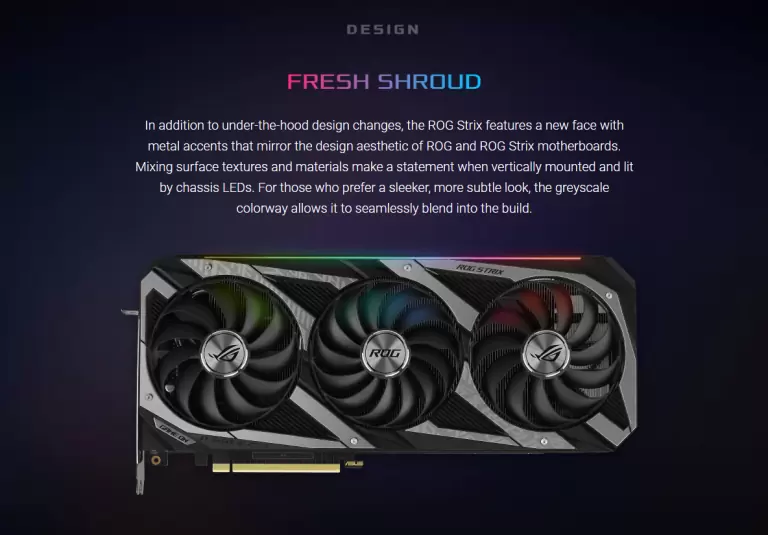 DESIGN
FRESH SHROUD
In addition to under-the-hood design changes, the ROG Strix features a new face with
metal accents that mirror the design aesthetic of ROG and ROG Strix motherboards.
Mixing surface textures and materials make a statement when vertically mounted and lit
by chassis LEDs. For those who prefer a sleeker, more subtle look, the greyscale
colorway allows it to seamlessly blend into the build.
ROG STRIX
ROG
GAME ON
ASUS